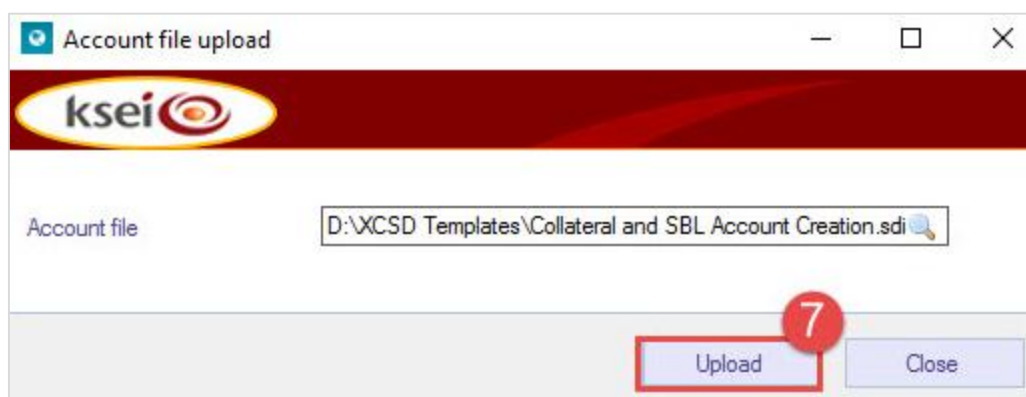 Account file upload
ksei
Account file
D:\XCSD Templates\Collateral and SBL Account Creation.sdi
7
Upload
Close